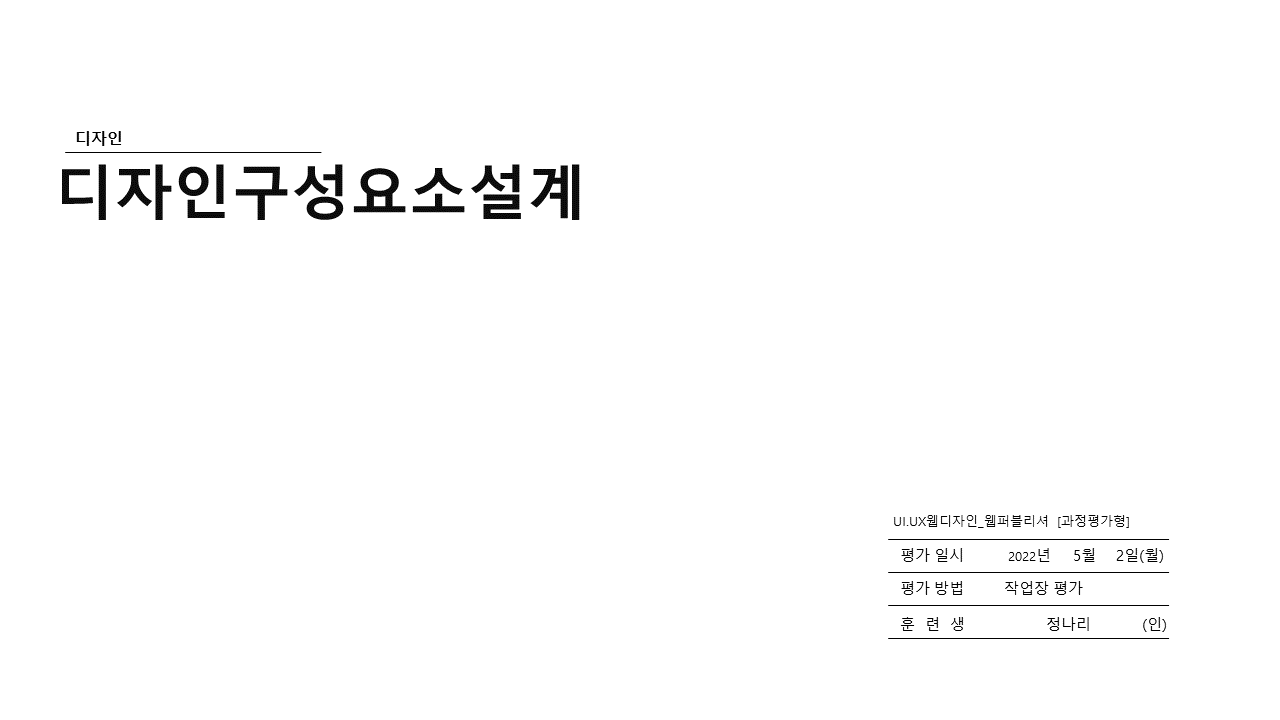 디자인
디자인구성요소설계
UI.UX웹디자인_웹퍼블리셔 [과정평가형]
평가 일시 2022년 5월 2일(월)
평가 방법 작업장 평가
훈 련 생 정나리 (인)